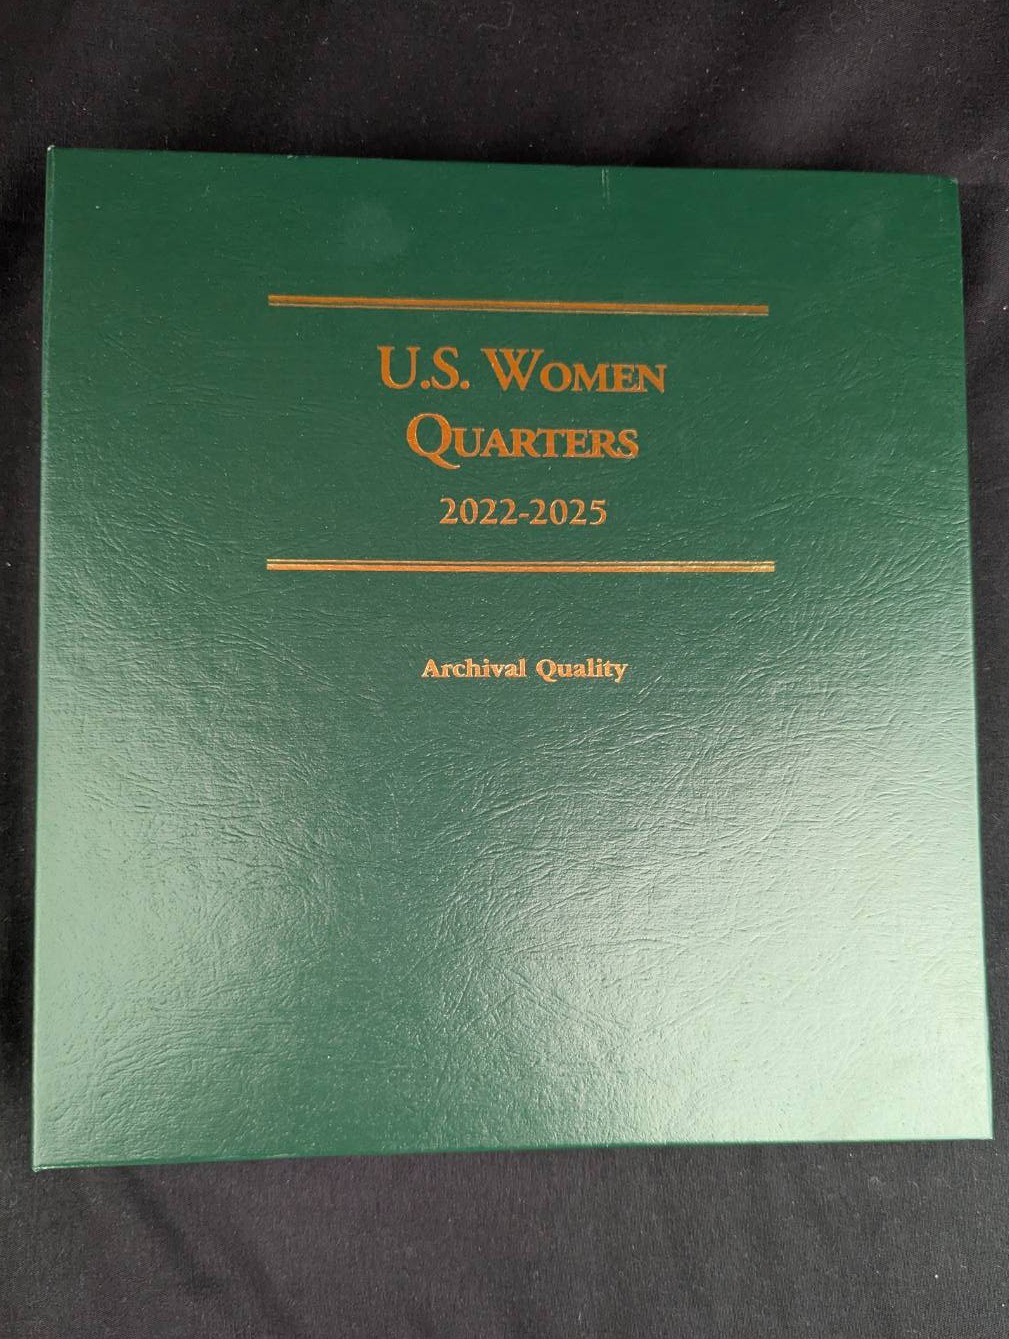 U.S. Women
Quarters
2022-2025
Archival Quality